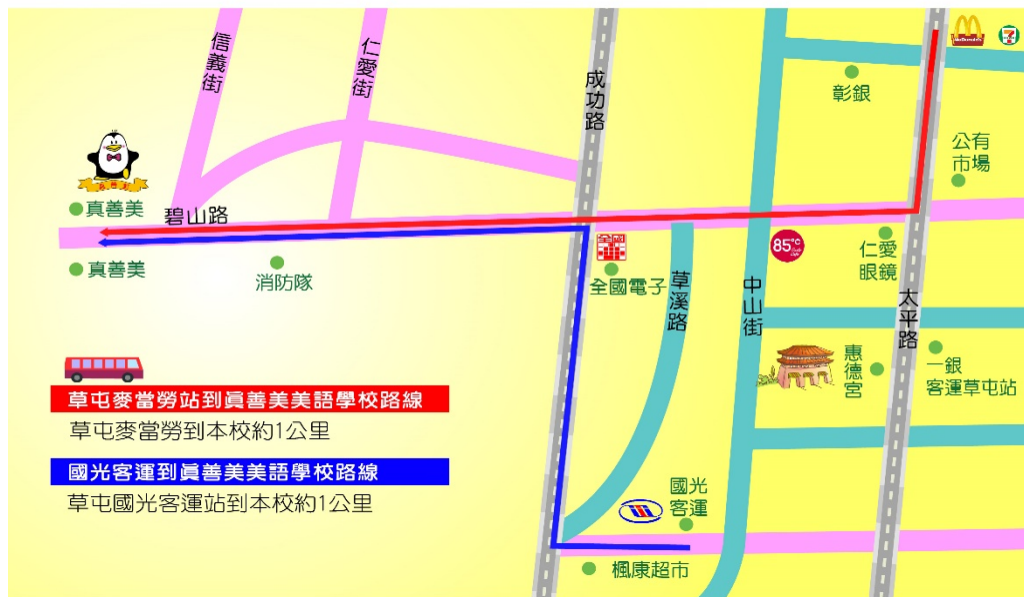 信義街
仁愛街
成功路
McDonald's
7
彰銀
公有
市場
真善美
碧山路
真善美
消防隊
全國電子
草溪路
85°C
中山街
仁愛
眼鏡
太平路
惠德宮
一銀
客運草屯站
草屯麥當勞站到真善美美語學校路線
草屯麥當勞到本校約1公里
國光客運到真善美美語學校路線
草屯國光客運站到本校約1公里
國光
客運
楓康超市